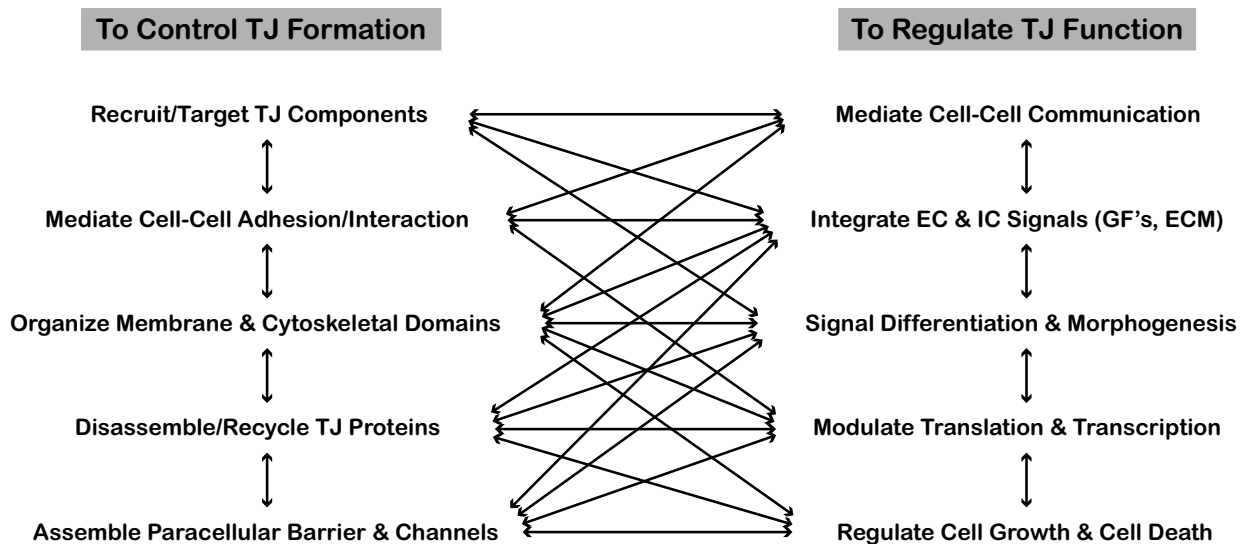 To Control TJ Formation
To Regulate TJ Function
Recruit/Target TJ Components
Mediate Cell-Cell Communication
Mediate Cell-Cell Adhesion/Interaction
Integrate EC & IC Signals (GF's, ECM)
Organize Membrane & Cytoskeletal Domains
Signal Differentiation & Morphogenesis
Disassemble/Recycle TJ Proteins
Modulate Translation & Transcription
Assemble Paracellular Barrier & Channels
Regulate Cell Growth & Cell Death